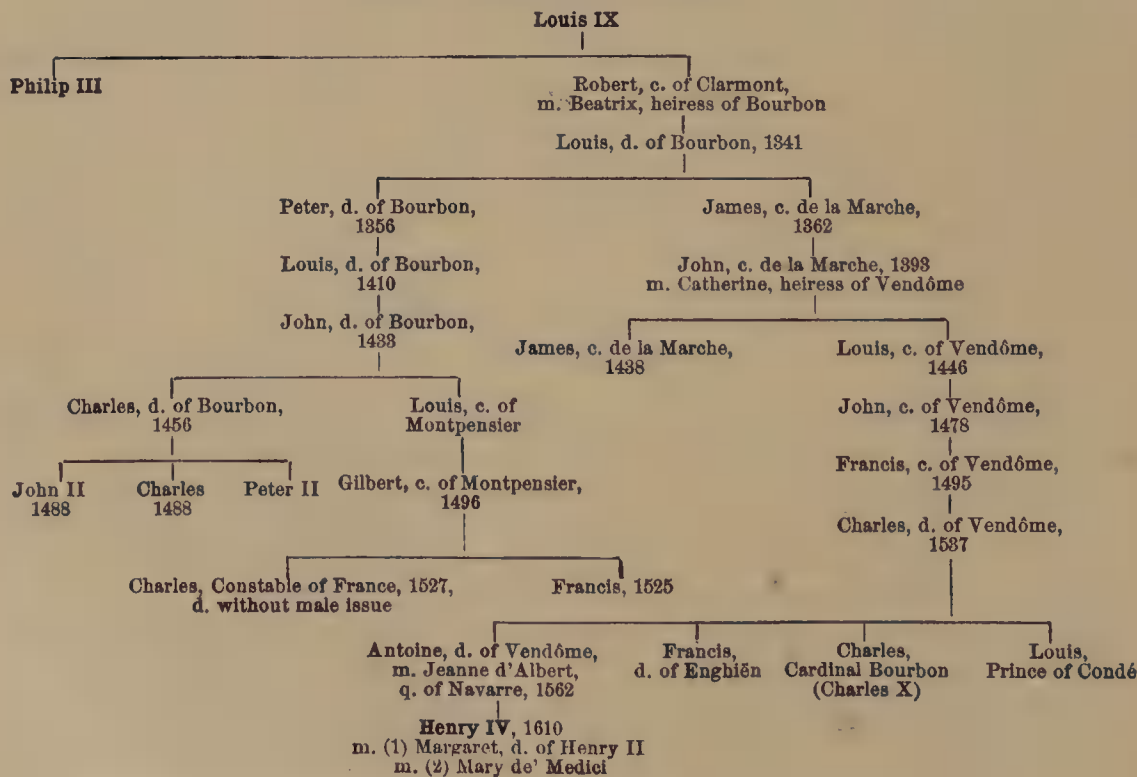 Louis IX
Philip III
Robert, c. of Clarmont,
m. Beatrix, heiress of Bourbon
Louis, d. of Bourbon, 1341
Peter, d. of Bourbon,
1356
James, c. de la Marche,
1362
Louis, d. of Bourbon,
1410
John, c. de la Marche, 1393
m. Catherine, heiress of Vendôme
John, d. of Bourbon,
1433
James, c. de la Marche,
1438
Louis, c. of Vendôme,
1446
Charles, d. of Bourbon,
1456
Louis, c. of
Montpensier
John, c. of Vendôme,
1478
John II
1488
Charles
1488
Peter II
Gilbert, c. of Montpensier,
1496
Francis, c. of Vendôme,
1495
Charles, d. of Vendôme,
1537
Charles, Constable of France, 1527,
d. without male issue
Francis, 1525
Antoine, d. of Vendôme,
m. Jeanne d'Albert,
q. of Navarre, 1562
Francis,
d. of Enghiën
Charles,
Cardinal Bourbon
(Charles X)
Louis,
Prince of Condé
Henry IV, 1610
m. (1) Margaret, d. of Henry II
m. (2) Mary de' Medici